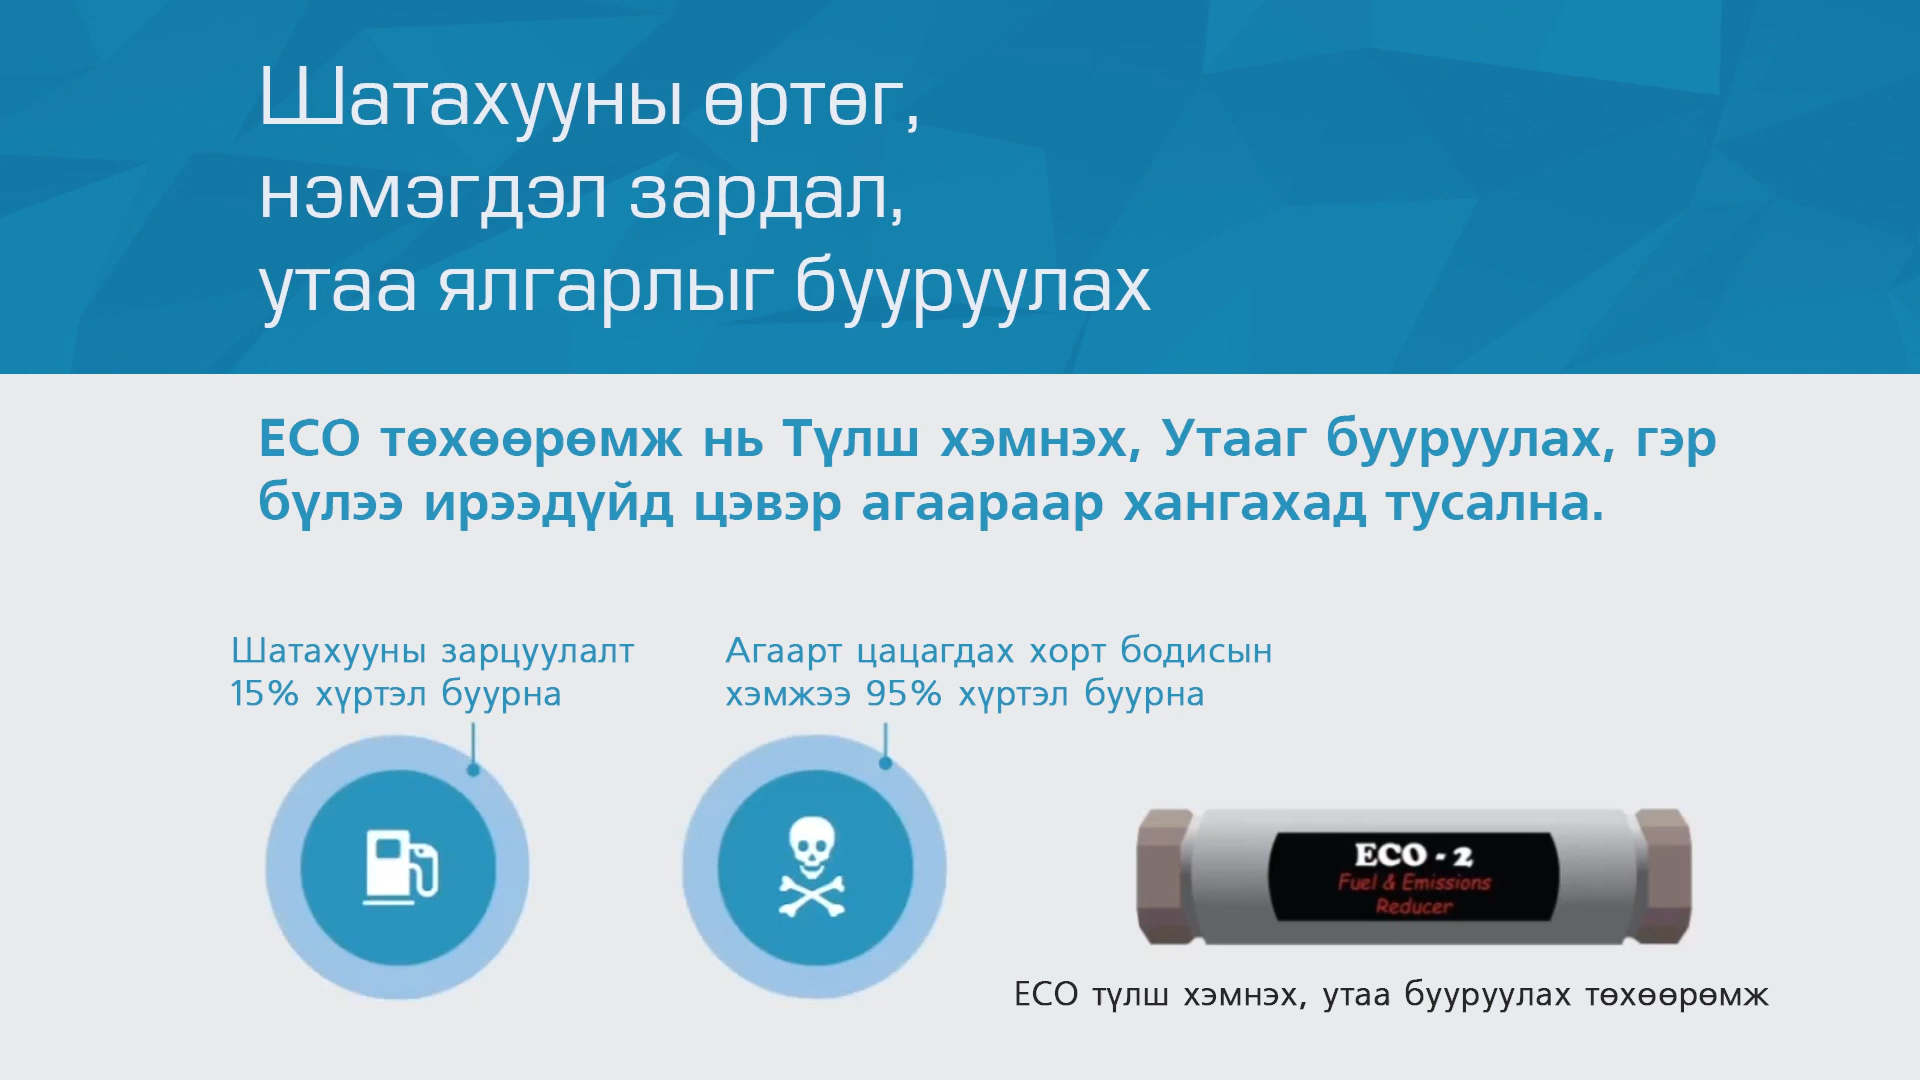 Шатахууны өртөг,
нэмэгдэл зардал,
утаа ялгарлыг бууруулах
ECO төхөөрөмж нь Түлш хэмнэх, Утааг бууруулах, гэр
бүлээ ирээдүйд цэвэр агаараар хангахад тусална.
Шатахууны зарцуулалт
15% хүртэл буурна
Агаарт цацагдах хорт бодисын
хэмжээ 95% хүртэл буурна
ECO - 2
Fuel & Emissions
Reducer
ECO түлш хэмнэх, утаа бууруулах төхөөрөмж